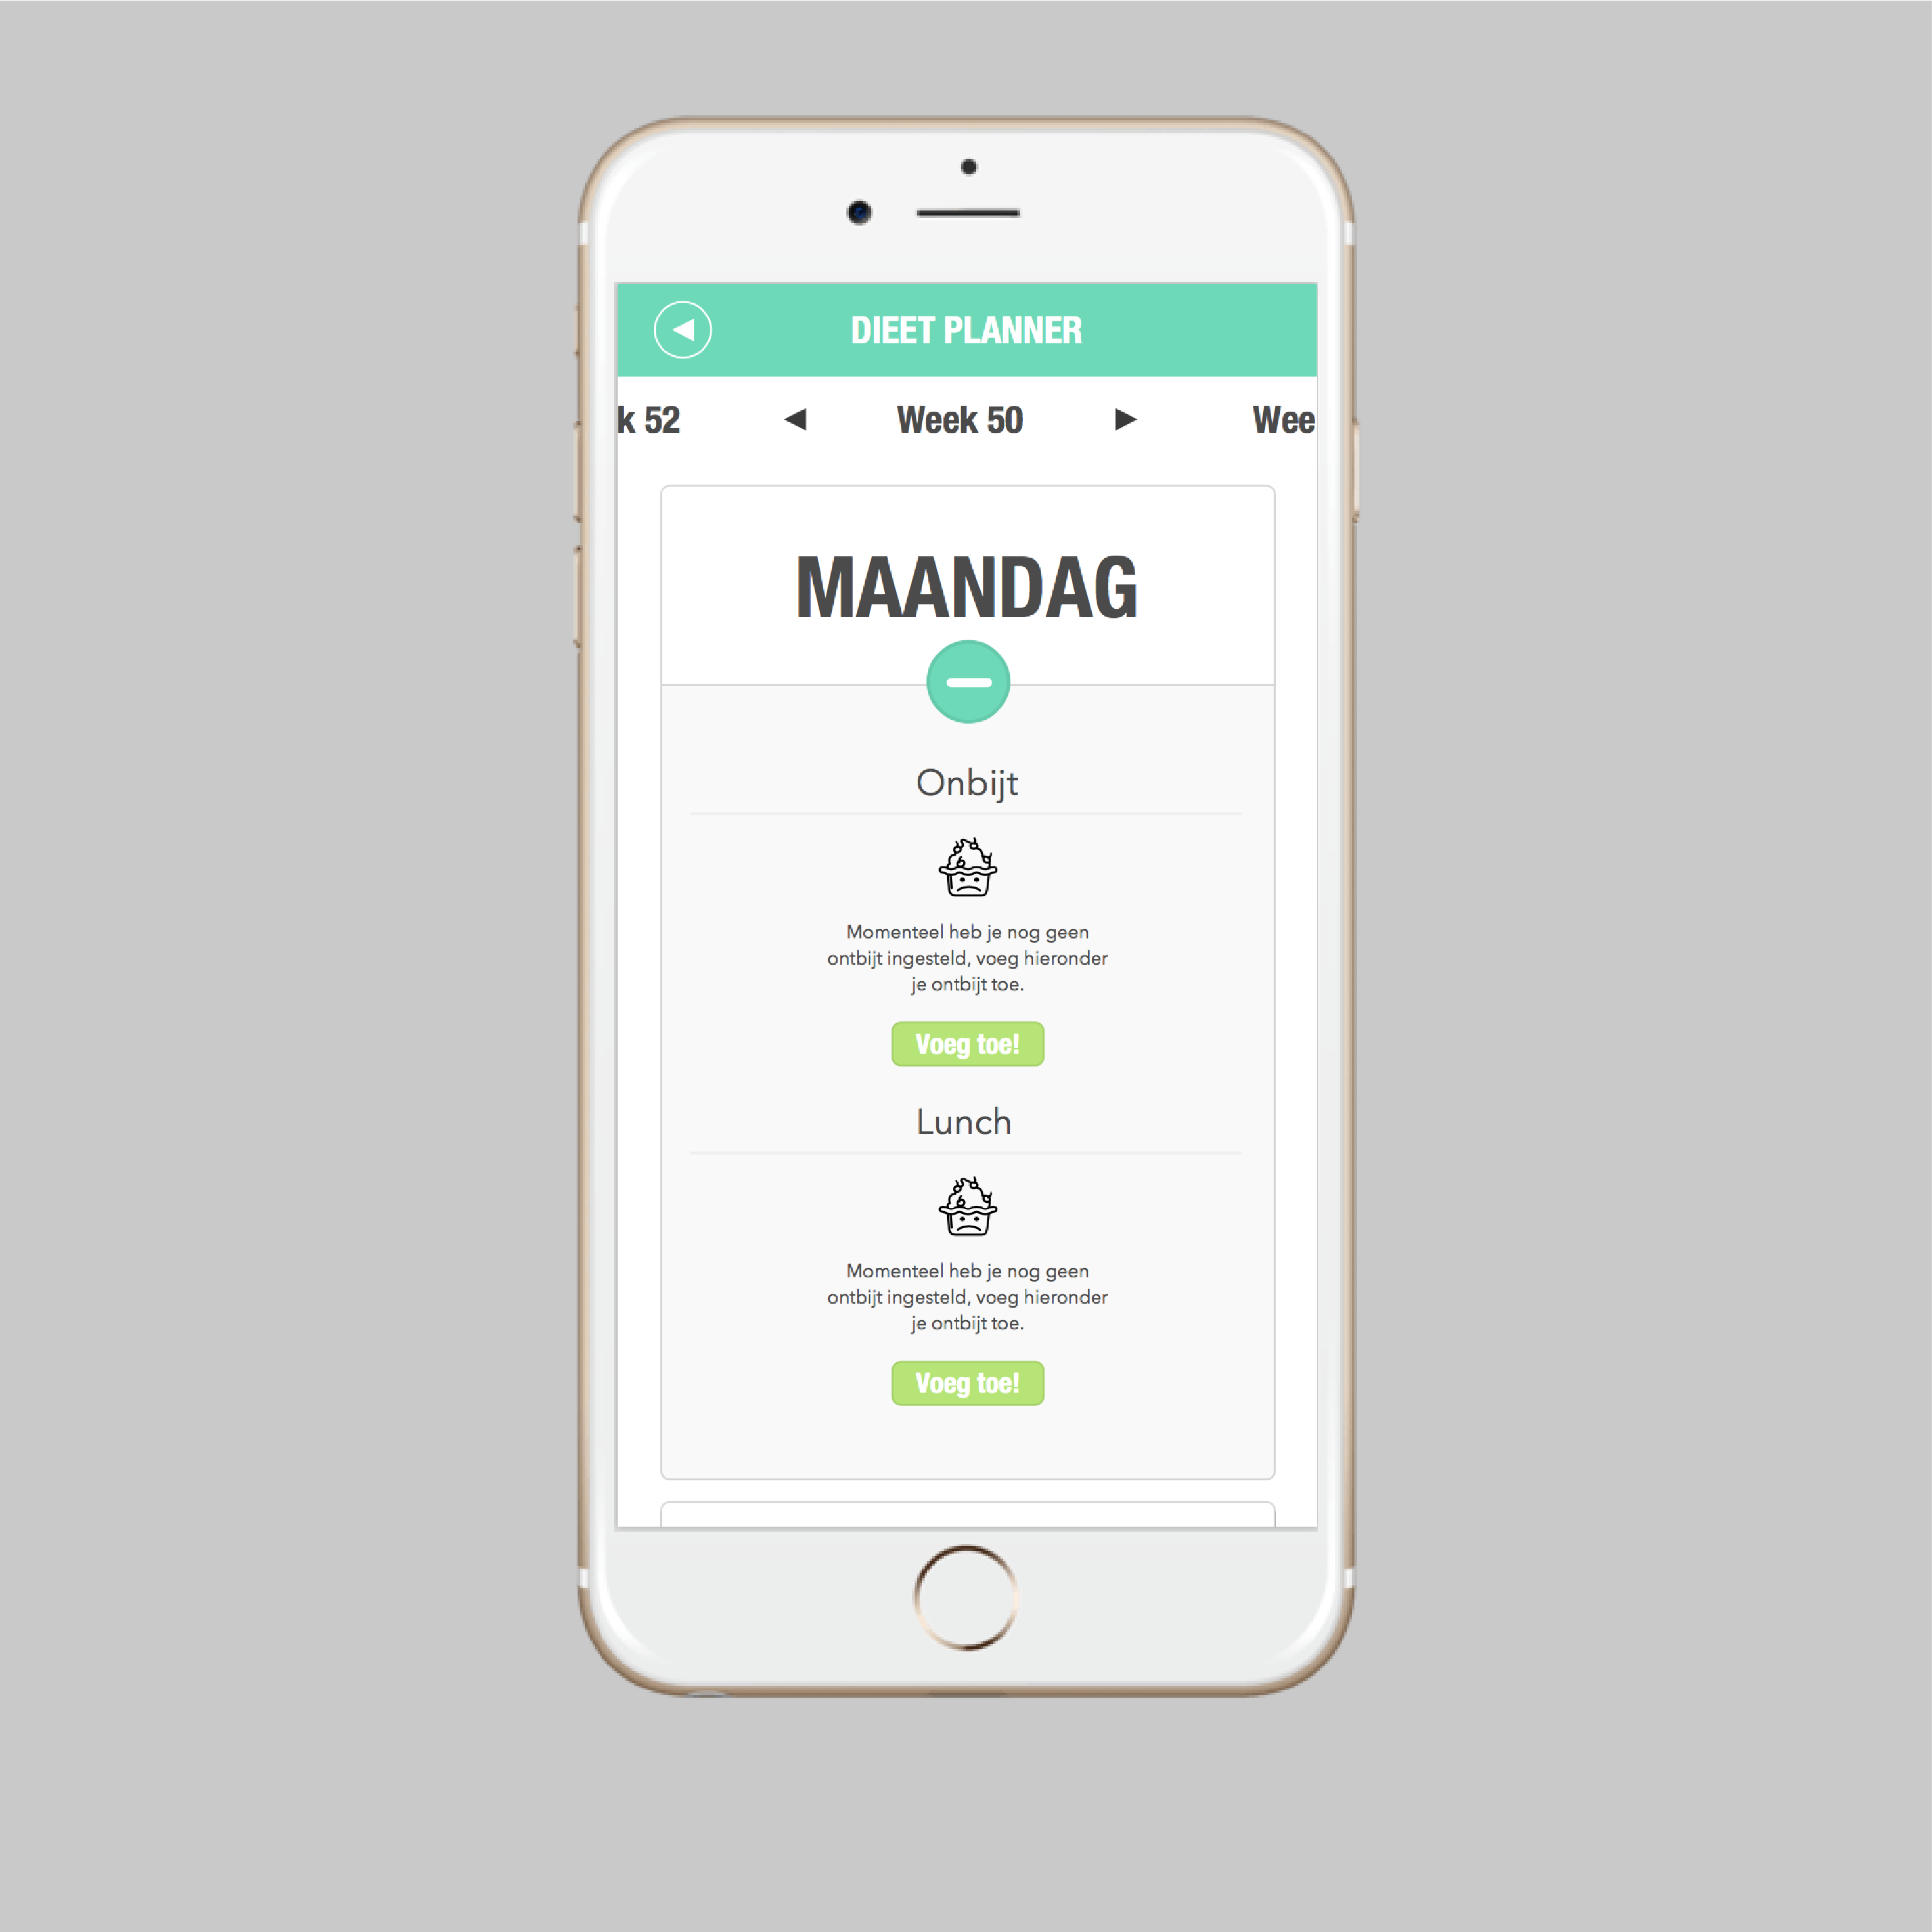 DIEET PLANNER
k 52 ◀ Week 50 ▶ Wee
MAANDAG
Onbijt
Momenteel heb je nog geen
ontbijt ingesteld, voeg hieronder
je ontbijt toe.
Voeg toe!
Lunch
Momenteel heb je nog geen
ontbijt ingesteld, voeg hieronder
je ontbijt toe.
Voeg toe!